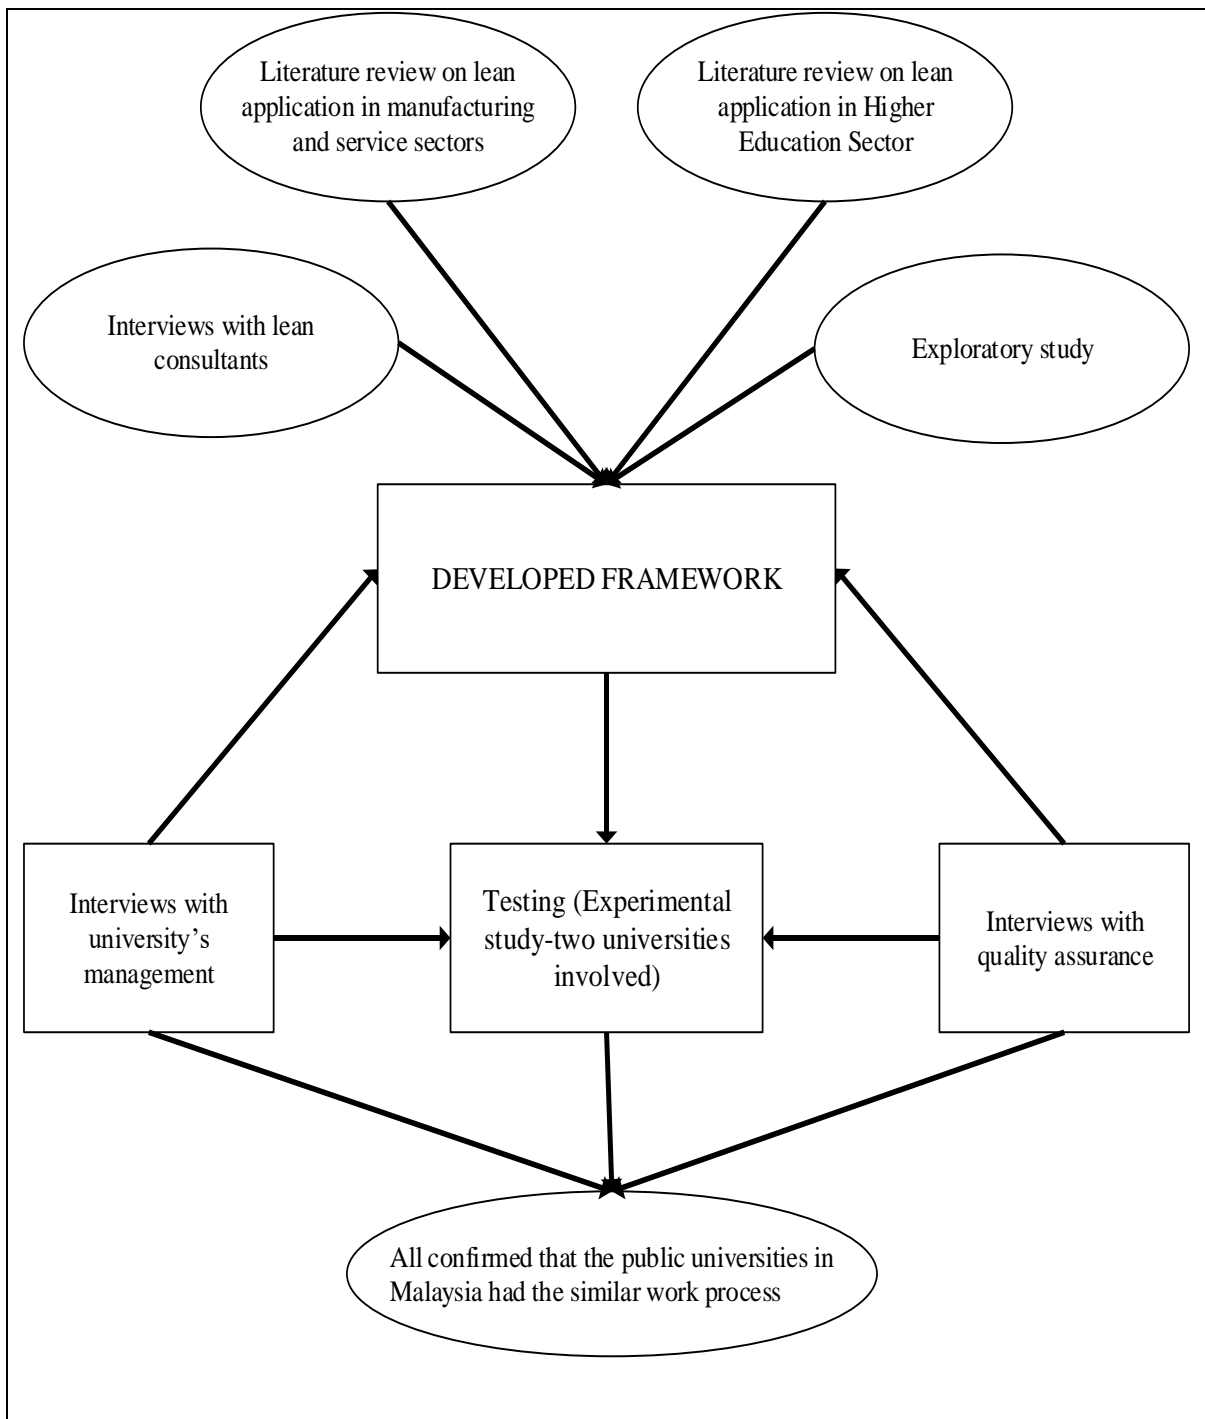 Literature review on lean
application in manufacturing
and service sectors
Literature review on lean
application in Higher
Education Sector
Interviews with lean
consultants
Exploratory study
DEVELOPED FRAMEWORK
Interviews with
university’s
management
Testing (Experimental
study-two universities
involved)
Interviews with
quality assurance
All confirmed that the public universities in
Malaysia had the similar work process